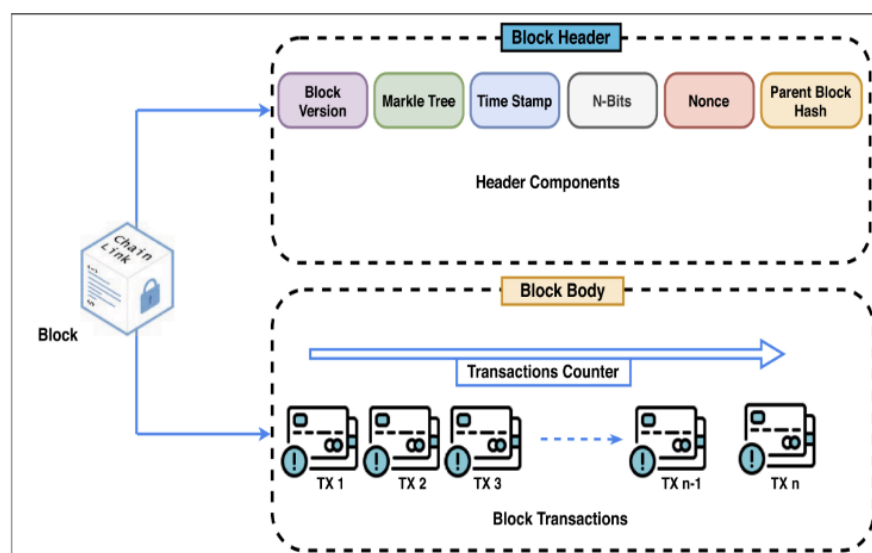 Block Header
Block
Version
Markle Tree
Time Stamp
N-Bits
Nonce
Parent Block
Hash
Header Components
Chain
Link
Block
Block Body
Transactions Counter
TX 1
TX 2
TX 3
TX n-1
TX n
Block Transactions